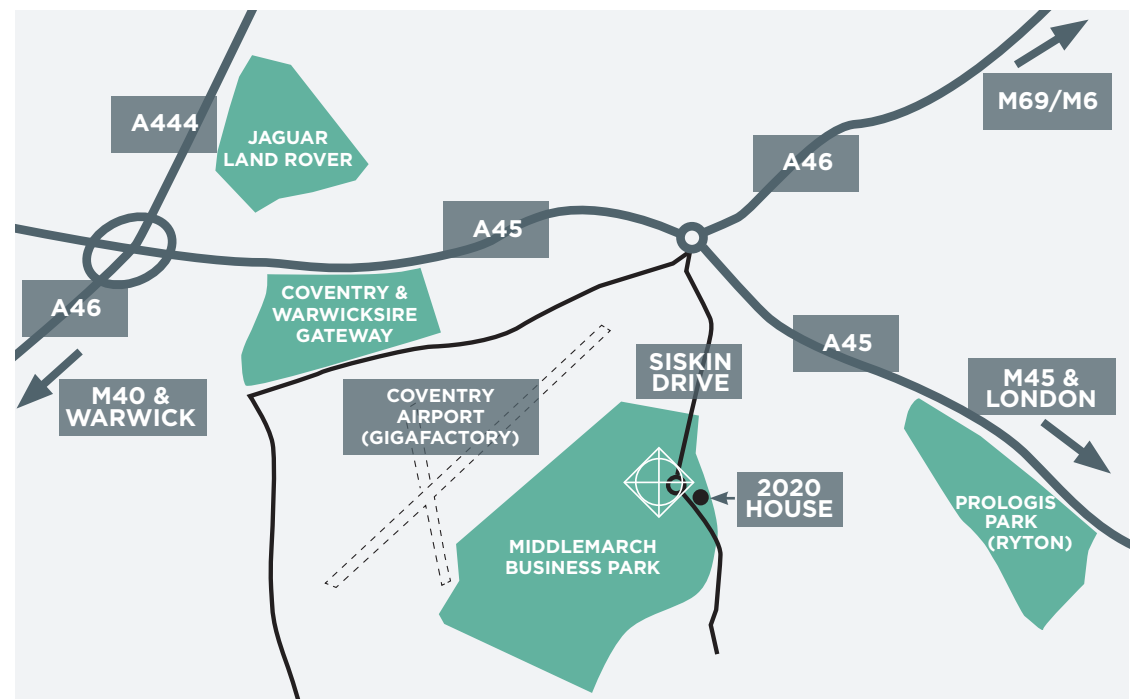 M69/M6
A444
JAGUAR
LAND ROVER
A46
A45
COVENTRY &
WARWICKSIRE
GATEWAY
A46
A45
SISKIN
DRIVE
M40 &
WARWICK
COVENTRY
AIRPORT
(GIGAFACTORY)
M45 &
LONDON
2020
HOUSE
PROLOGIS
PARK
(RYTON)
MIDDLEMARCH
BUSINESS PARK